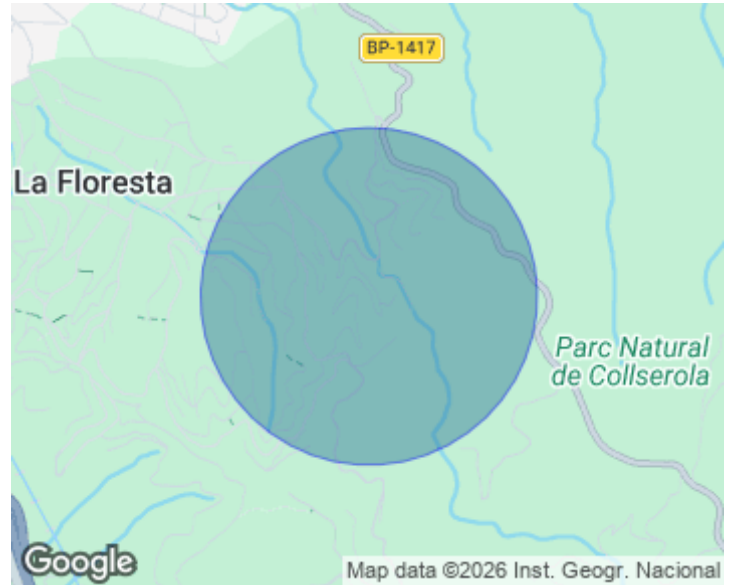 BP-1417
La Floresta
Parc Natural
de Collserola
Google
Map data ©2026 Inst. Geogr. Nacional